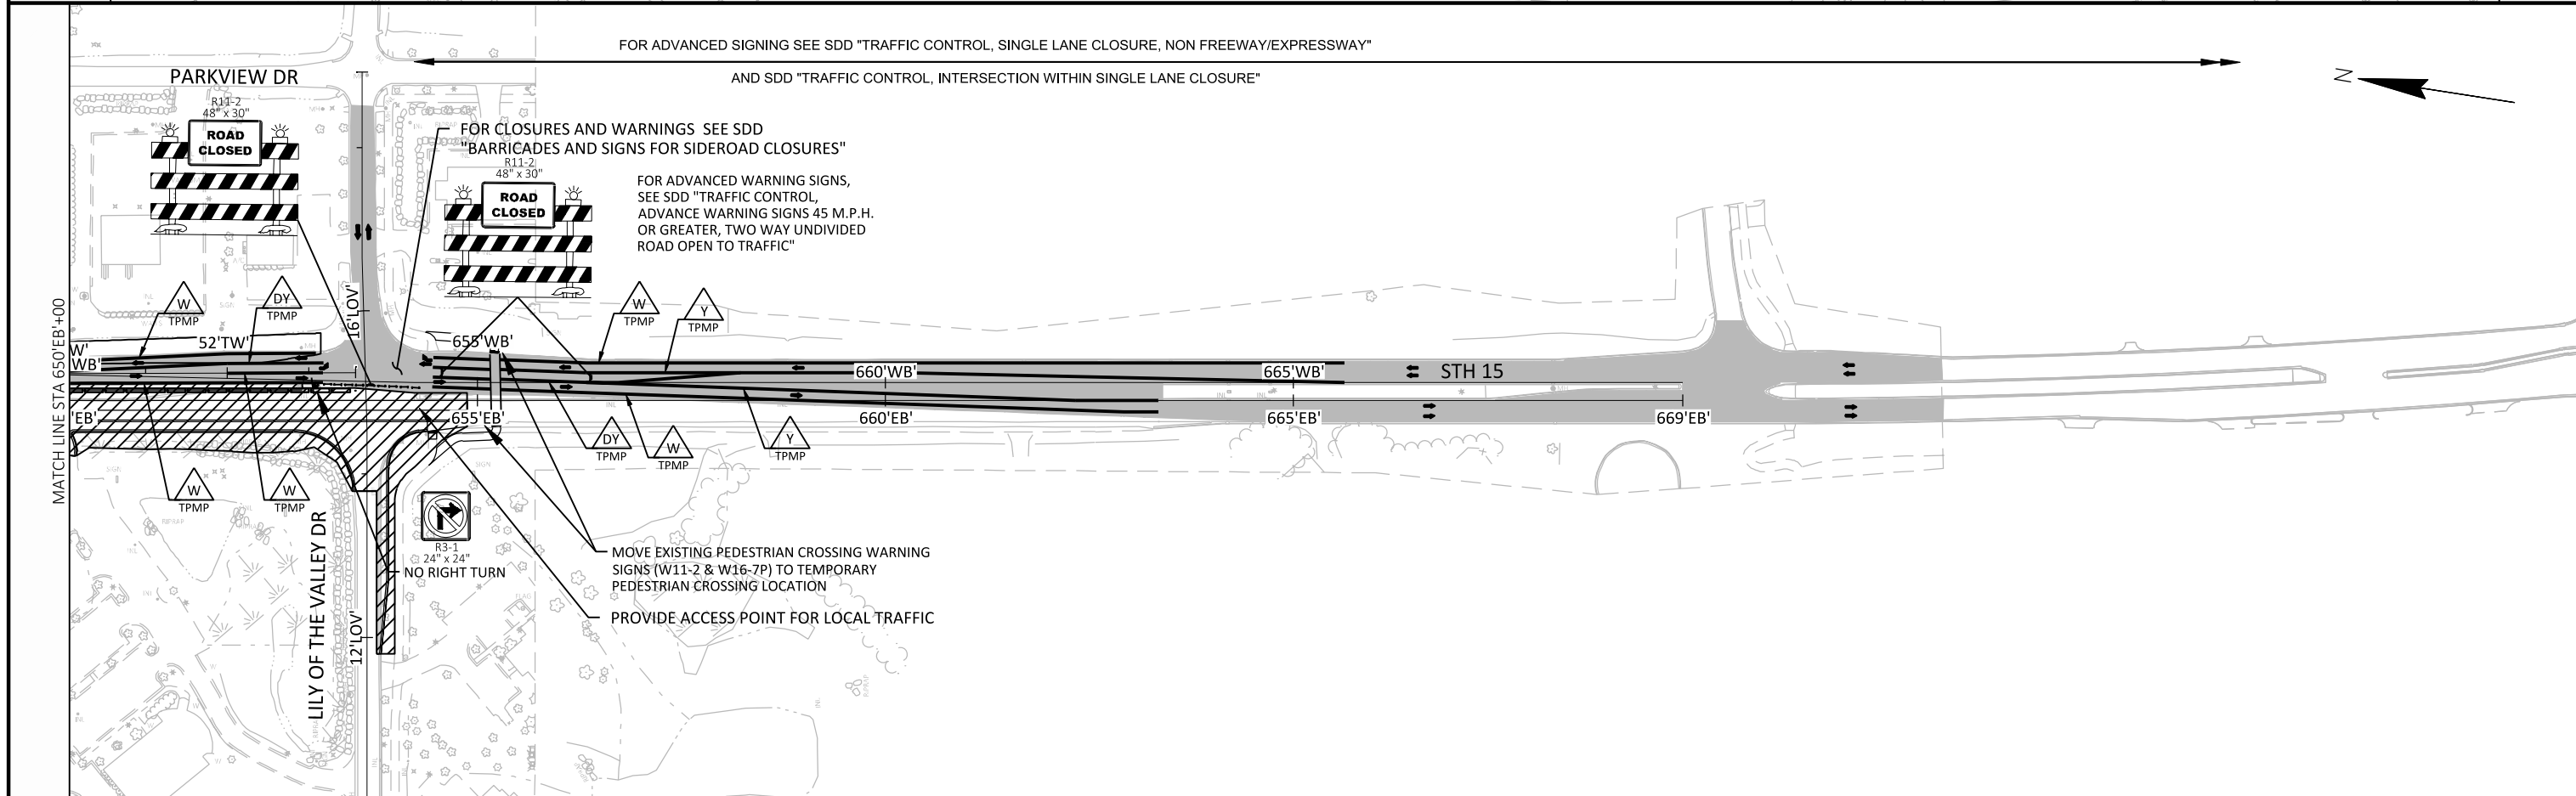 FOR ADVANCED SIGNING SEE SDD "TRAFFIC CONTROL, SINGLE LANE CLOSURE, NON FREEWAY/EXPRESSWAY"
AND SDD "TRAFFIC CONTROL, INTERSECTION WITHIN SINGLE LANE CLOSURE"
N
PARKVIEW DR
R11-2
48" x 30"
ROAD
CLOSED
FOR CLOSURES AND WARNINGS SEE SDD
"BARRICADES AND SIGNS FOR SIDEROAD CLOSURES"
R11-2
48" x 30"
ROAD
CLOSED
FOR ADVANCED WARNING SIGNS,
SEE SDD "TRAFFIC CONTROL,
ADVANCE WARNING SIGNS 45 M.P.H.
OR GREATER, TWO WAY UNDIVIDED
ROAD OPEN TO TRAFFIC"
MATCH LINE STA 650'EB'+00
W
TPMP
DY
TPMP
16'LOV'
W
TPMP
Y
TPMP
W'
WB'
52'TW'
655'WB'
660'WB'
665'WB'
STH 15
'EB'
655'EB'
660'EB'
665'EB'
669'EB'
DY
TPMP
W
TPMP
Y
TPMP
W
TPMP
W
TPMP
R3-1
24" x 24"
NO RIGHT TURN
LILY OF THE VALLEY DR
12'LOV'
MOVE EXISTING PEDESTRIAN CROSSING WARNING
SIGNS (W11-2 & W16-7P) TO TEMPORARY
PEDESTRIAN CROSSING LOCATION
PROVIDE ACCESS POINT FOR LOCAL TRAFFIC